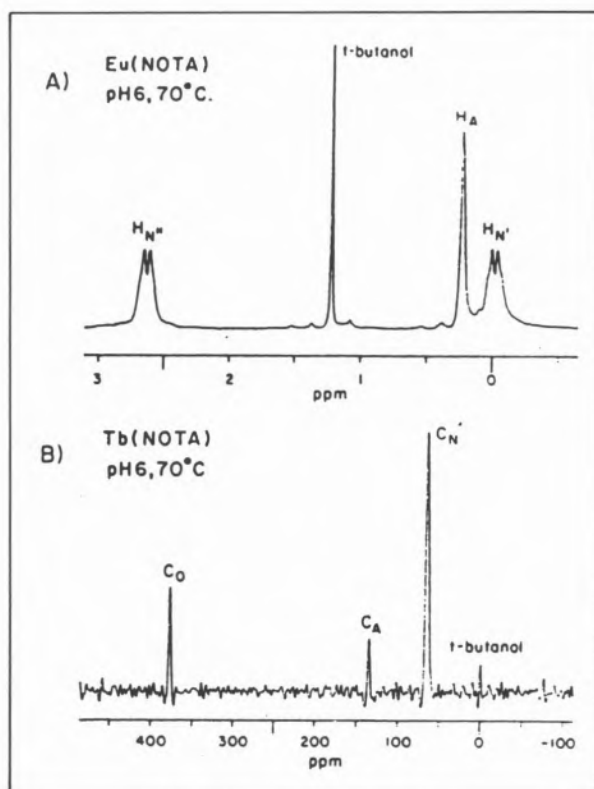 A) Eu(NOTA)
pH6, 70°C.
t-butanol
H_A
H_N"
H_N'
3 2 1 0
ppm
B) Tb(NOTA)
pH6, 70°C
C_N'
C_O
C_A
t-butanol
400 300 200 100 0 -100
ppm